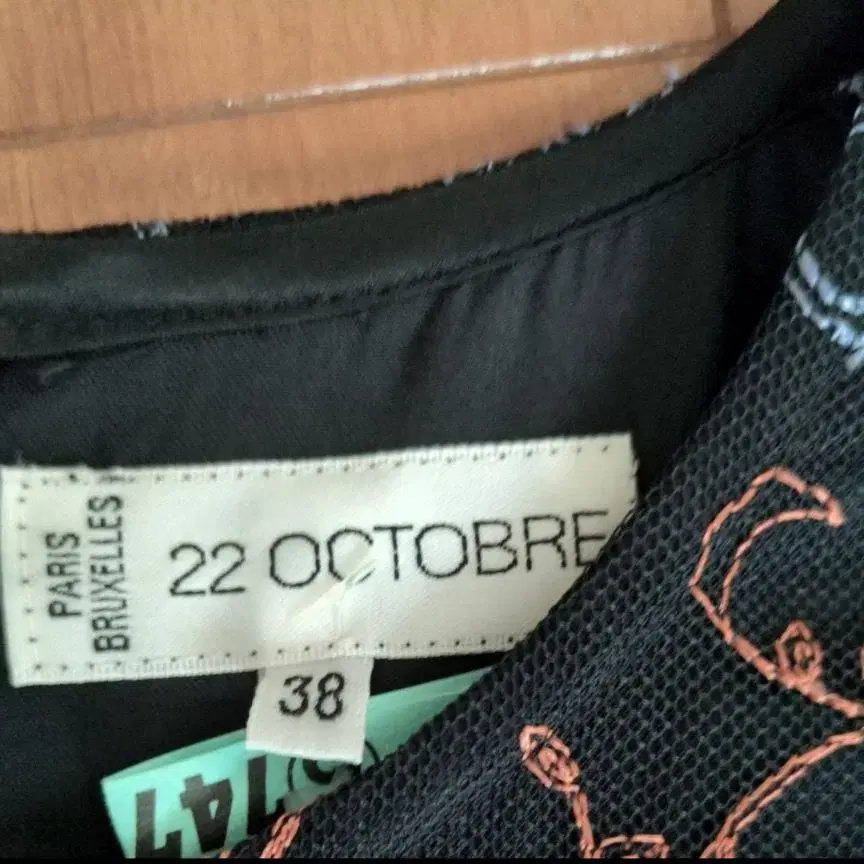 PARIS
BRUXELLES
22 OCTOBRE
38